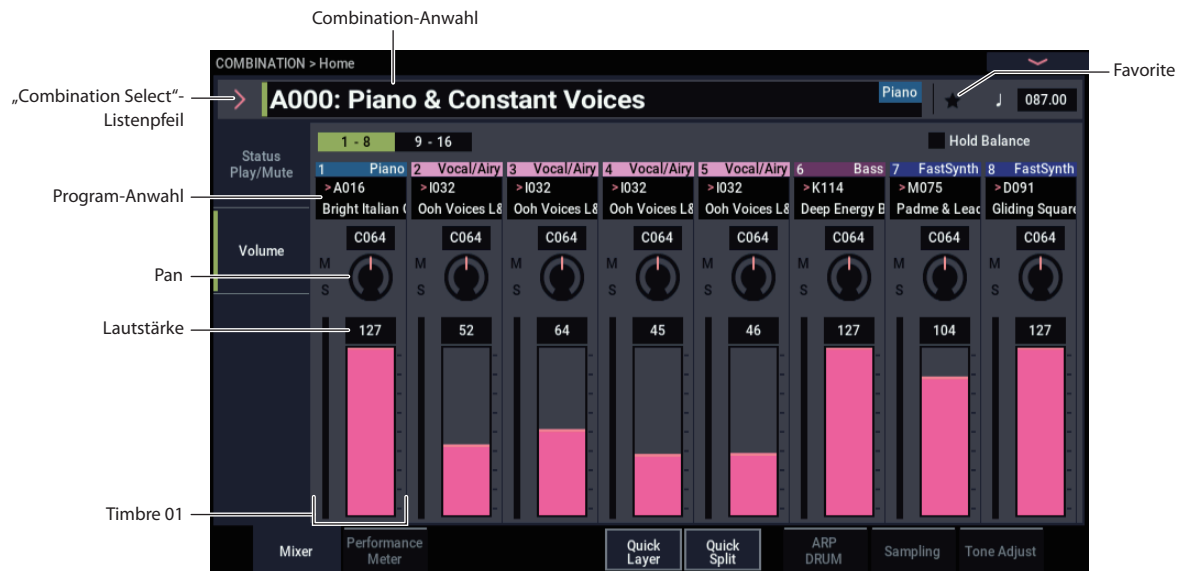 Combination-Anwahl
COMBINATION > Home
Favorite
„Combination Select“-
Listenpfeil
A000: Piano & Constant Voices
Piano
♩ 087.00
1 - 8 9 - 16
Hold Balance
Status
Play/Mute
Program-Anwahl
1 Piano 2 Vocal/Airy 3 Vocal/Airy 4 Vocal/Airy 5 Vocal/Airy 6 Bass 7 FastSynth 8 FastSynth
>A016 >I032 >I032 >I032 >I032 >K114 >M075 >D091
Bright Italian Ooh Voices L& Ooh Voices L& Ooh Voices L& Ooh Voices L& Deep Energy B Padme & Lead Gliding Square
Volume
C064 C064 C064 C064 C064 C064 C064 C064
Pan
M M M M M M M M
S S S S S S S S
Lautstärke
127 52 64 45 46 127 104 127
Timbre 01
Mixer
Performance
Meter
Quick
Layer
Quick
Split
ARP
DRUM
Sampling
Tone Adjust